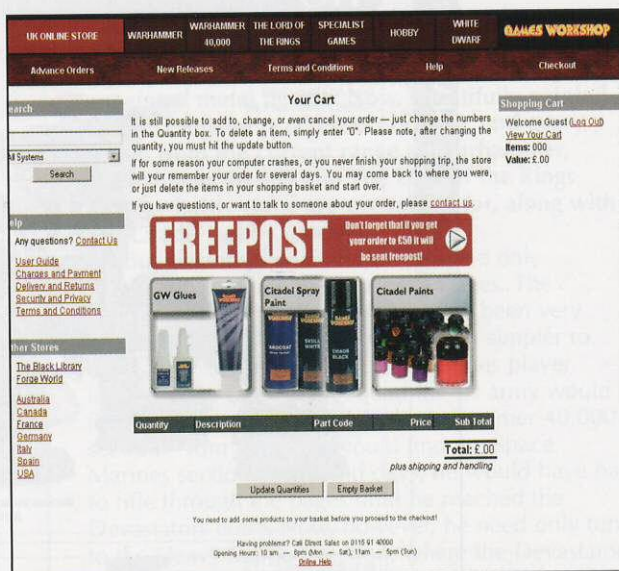 UK ONLINE STORE
WARHAMMER
WARHAMMER 40,000
THE LORD OF THE RINGS
SPECIALIST GAMES
HOBBY
WHITE DWARF
GAMES WORKSHOP
Advance Orders
New Releases
Terms and Conditions
Help
Checkout
earch
All Systems
Search
elp
Any questions? Contact Us
User Guide
Charges and Payment
Delivery and Returns
Security and Privacy
Terms and Conditions
ther Stores
The Black Library
Forge World
Australia
Canada
France
Germany
Italy
Spain
USA
Your Cart
It is still possible to add to, change, or even cancel your order — just change the numbers
in the Quantity box. To delete an item, simply enter "0". Please note, after changing the
quantity, you must hit the update button.
If for some reason your computer crashes, or you never finish your shopping trip, the store
will your remember your order for several days. You may come back to where you were,
or just delete the items in your shopping basket and start over.
If you have questions, or want to talk to someone about your order, please contact us.
FREEPOST
Don't forget that if you get
your order to £50 it will
be seat freepost!
GW Glues
Citadel Spray
Paint
Citadel Paints
SKULL
WHITE
CHAOS
BLACK
Quantity
Description
Part Code
Price
Sub Total
Total: £.00
plus shipping and handling
Update Quantities
Empty Basket
You need to add some products to your basket before you proceed to the checkout!
Having problems? Call Direct Sales on 0115 91 40000
Opening Hours: 10 am — 8pm (Mon — Sat), 11am — 5pm (Sun)
Online Help
Shopping Cart
Welcome Guest (Log Out)
View Your Cart
Items: 000
Value: £.00